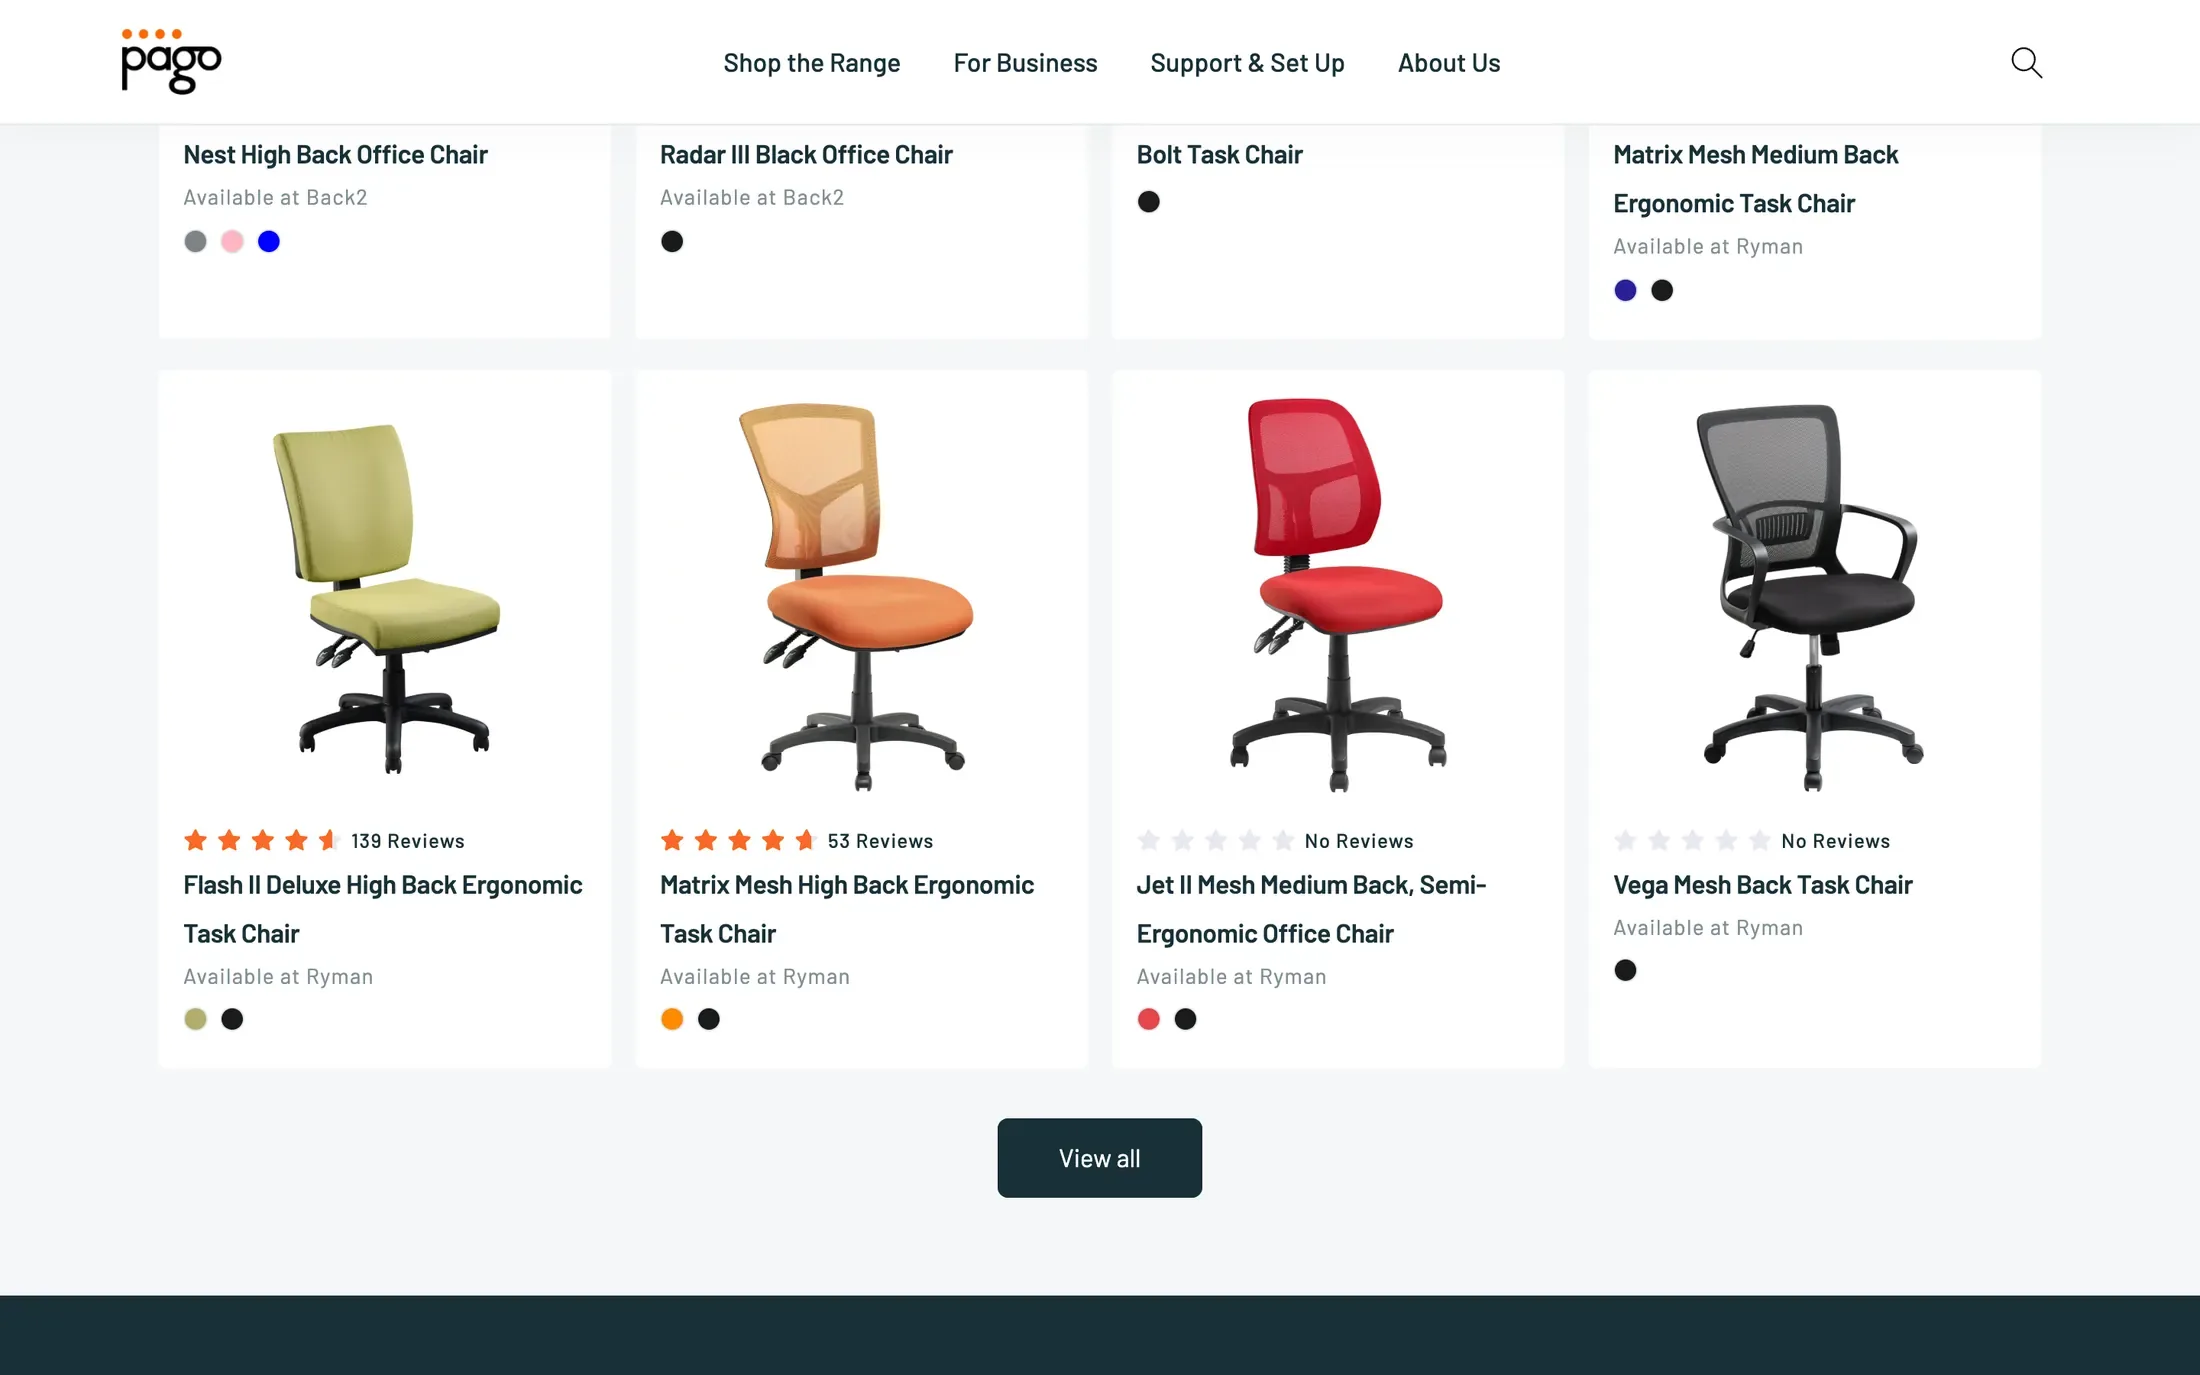 pago
Shop the Range
For Business
Support & Set Up
About Us
Nest High Back Office Chair
Available at Back2
Radar III Black Office Chair
Available at Back2
Bolt Task Chair
Matrix Mesh Medium Back
Ergonomic Task Chair
Available at Ryman
139 Reviews
Flash II Deluxe High Back Ergonomic
Task Chair
Available at Ryman
53 Reviews
Matrix Mesh High Back Ergonomic
Task Chair
Available at Ryman
No Reviews
Jet II Mesh Medium Back, Semi-
Ergonomic Office Chair
Available at Ryman
No Reviews
Vega Mesh Back Task Chair
Available at Ryman
View all